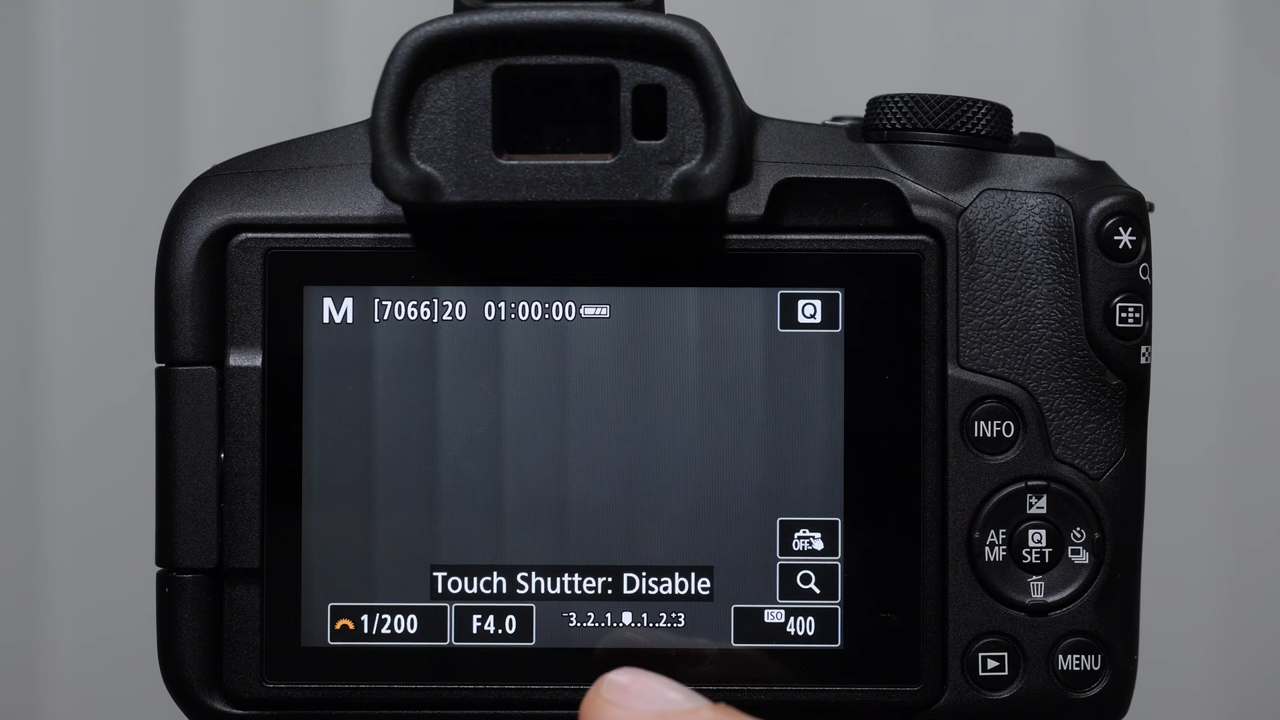 M [7066]20 01:00:00 Q
OFF
Touch Shutter: Disable
1/200 F4.0 -3..2..1..0..1..2..+3 ISO 400
INFO
AF
MF
Q
SET
MENU